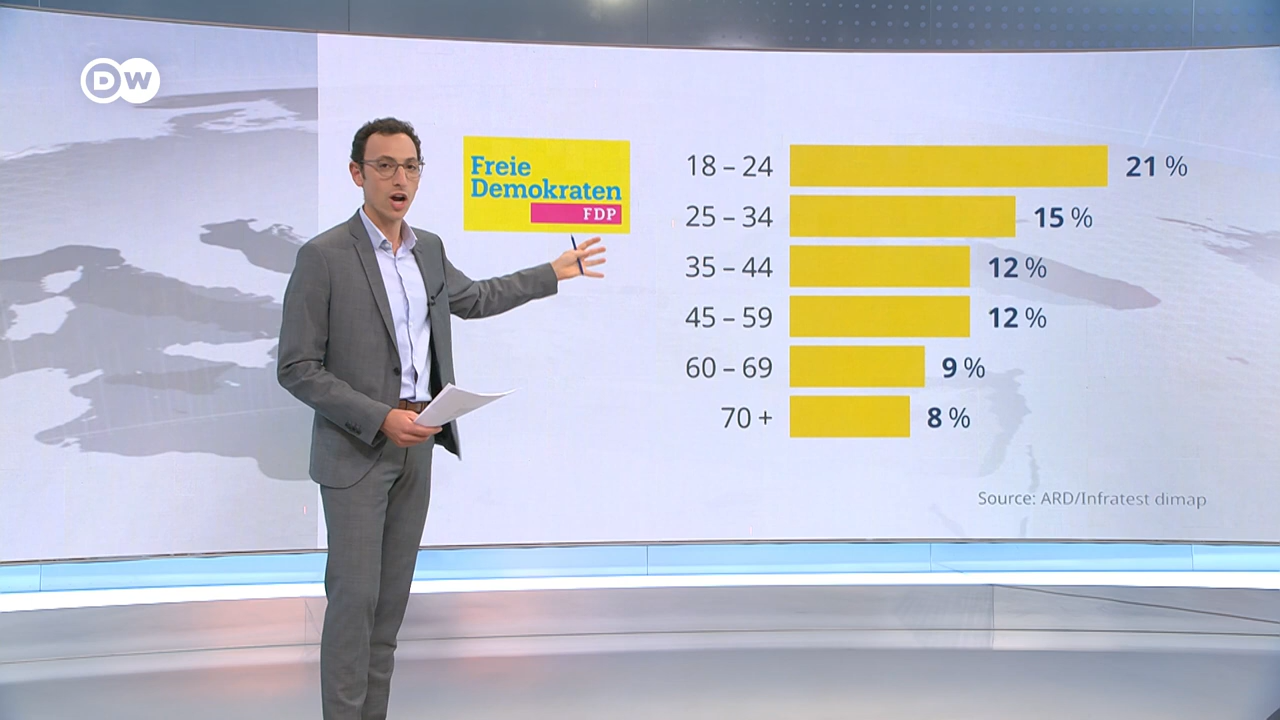 DW
Freie
Demokraten
FDP
18 – 24 21 %
25 – 34 15 %
35 – 44 12 %
45 – 59 12 %
60 – 69 9 %
70 + 8 %
Source: ARD/Infratest dimap